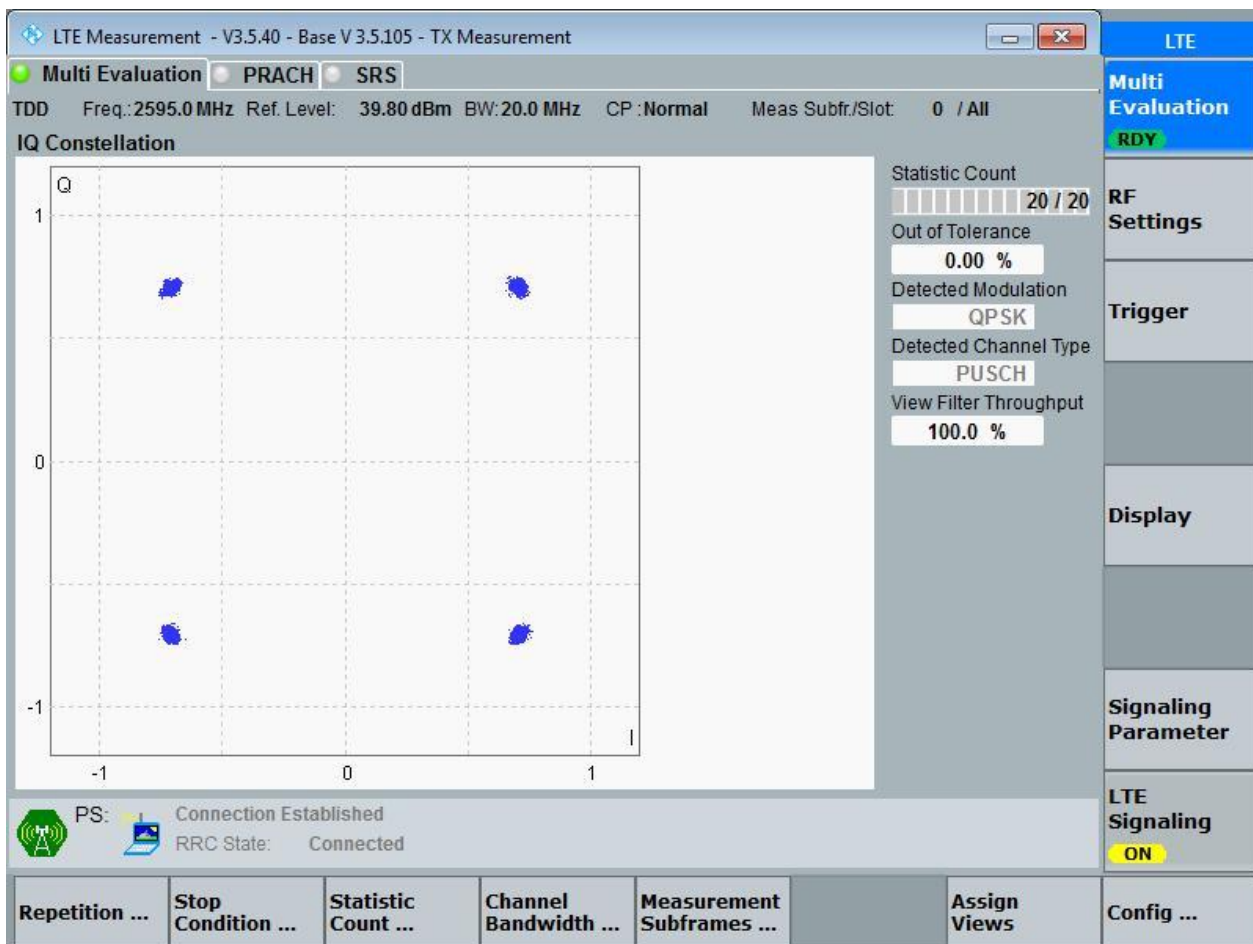 LTE Measurement - V3.5.40 - Base V 3.5.105 - TX Measurement
LTE
Multi Evaluation PRACH SRS
TDD Freq.: 2595.0 MHz Ref. Level: 39.80 dBm BW: 20.0 MHz CP : Normal Meas Subfr./Slot: 0 / All
IQ Constellation
Q
1
0
-1
I
-1 0 1
Statistic Count
20 / 20
Out of Tolerance
0.00 %
Detected Modulation
QPSK
Detected Channel Type
PUSCH
View Filter Throughput
100.0 %
Multi
Evaluation
RDY
RF
Settings
Trigger
Display
Signaling
Parameter
LTE
Signaling
ON
PS: Connection Established
RRC State: Connected
Repetition ...
Stop
Condition ...
Statistic
Count ...
Channel
Bandwidth ...
Measurement
Subframes ...
Assign
Views
Config ...